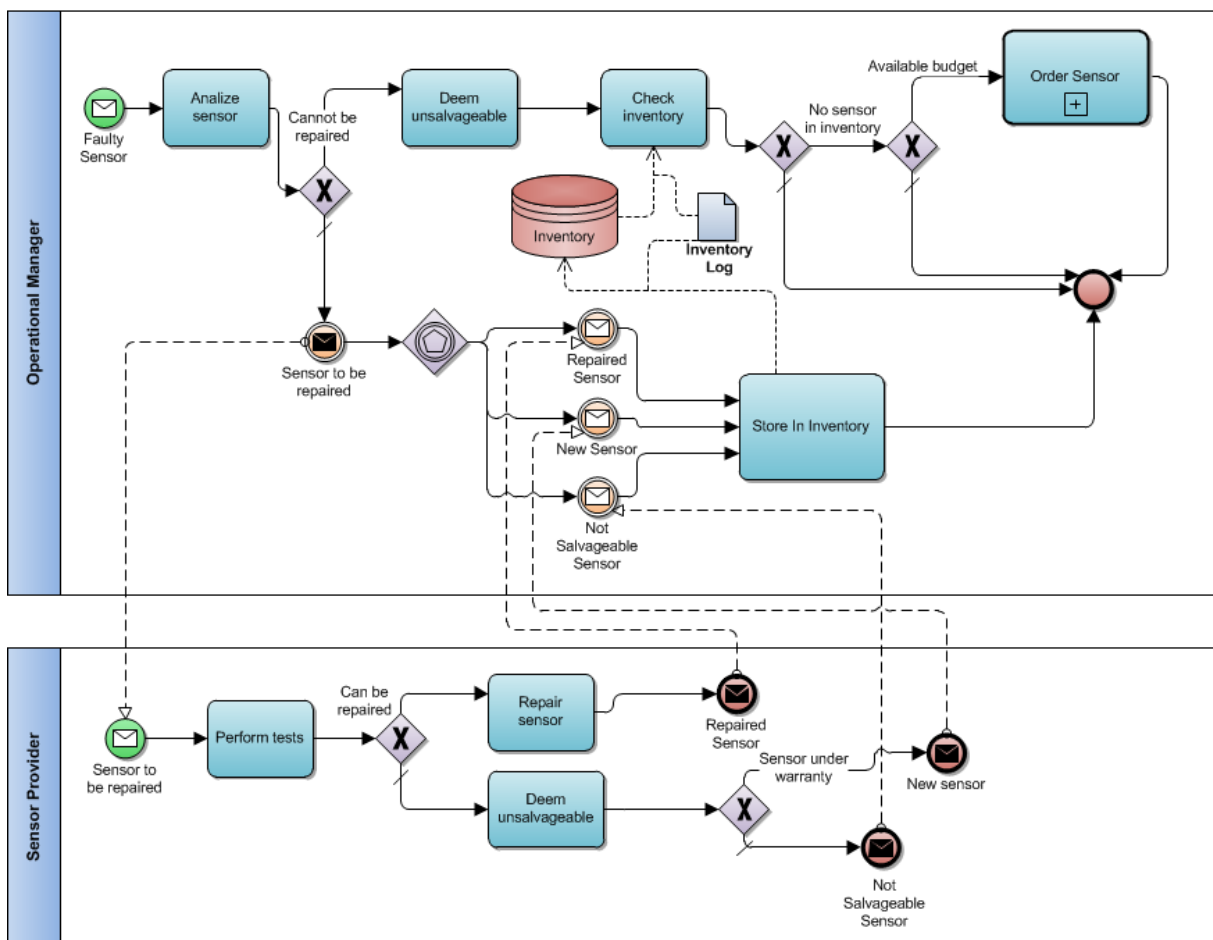 Operational Manager
Faulty
Sensor
Analize
sensor
Cannot be
repaired
Deem
unsalvageable
Check
inventory
No sensor
in inventory
Available budget
Order Sensor
Inventory
Inventory
Log
Sensor to be
repaired
Repaired
Sensor
New Sensor
Not
Salvageable
Sensor
Store In Inventory
Sensor Provider
Sensor to
be repaired
Perform tests
Can be
repaired
Repair
sensor
Repaired
Sensor
Deem
unsalvageable
Sensor under
warranty
New sensor
Not
Salvageable
Sensor